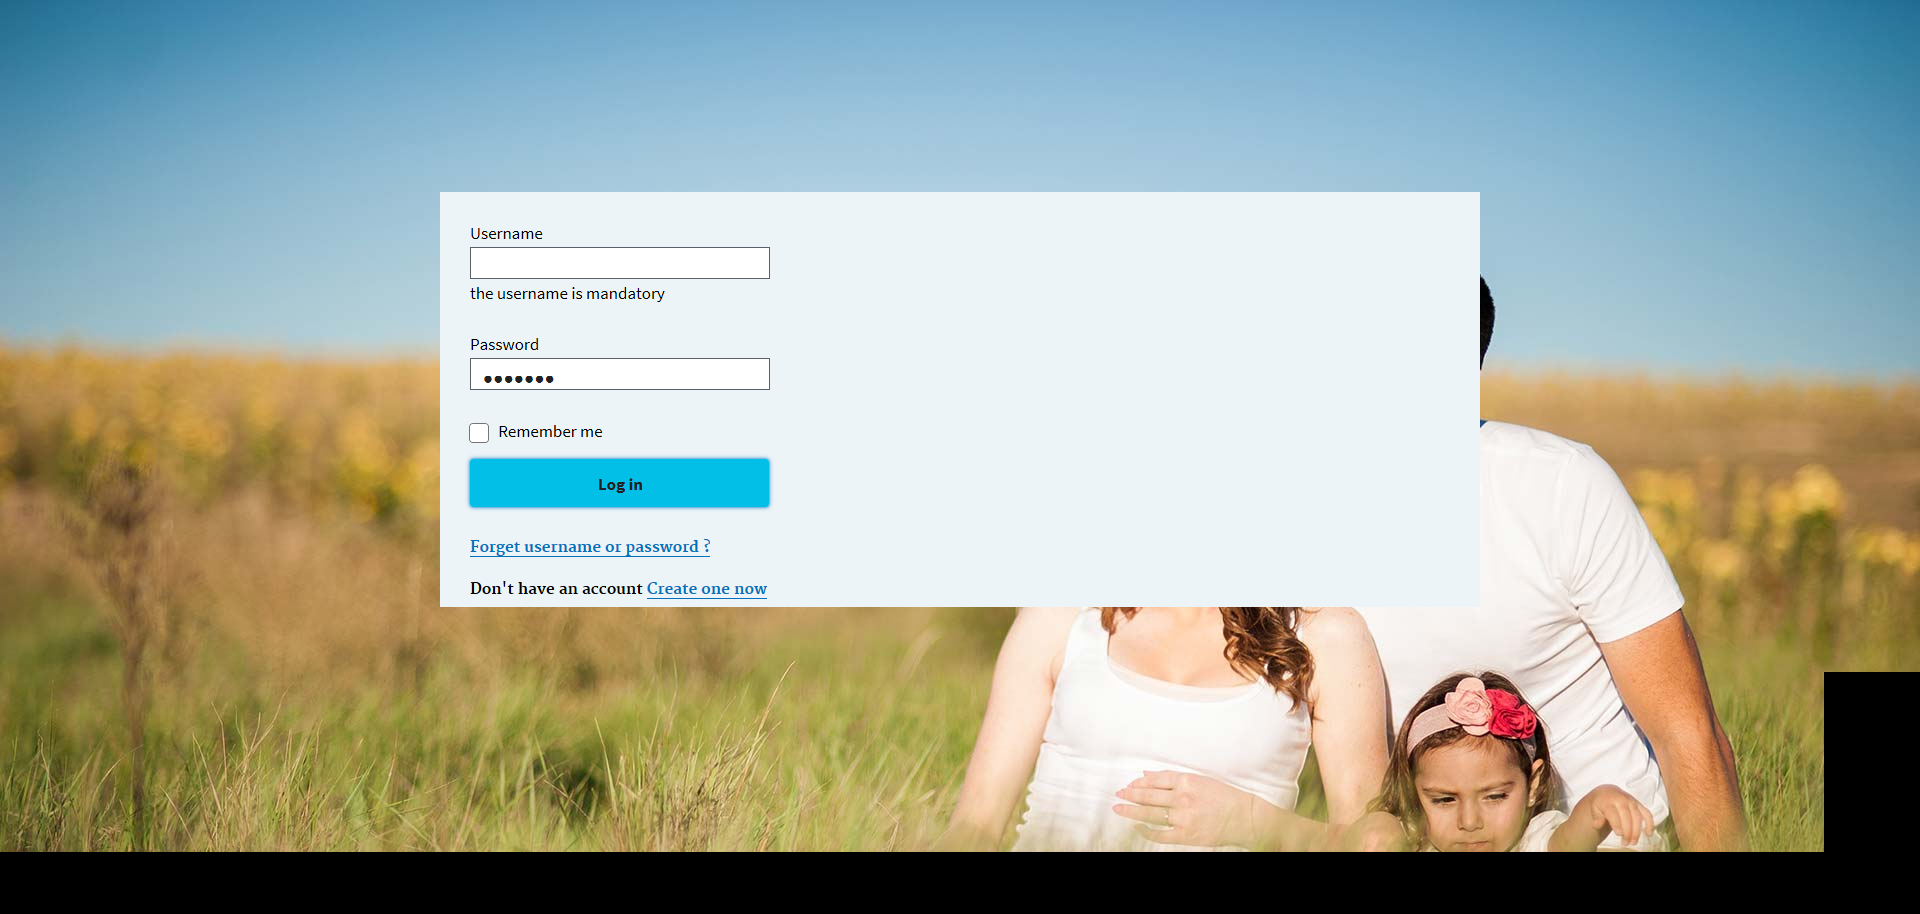 Username
the username is mandatory
Password
•••••••
Remember me
Log in
Forget username or password ?
Don't have an account Create one now